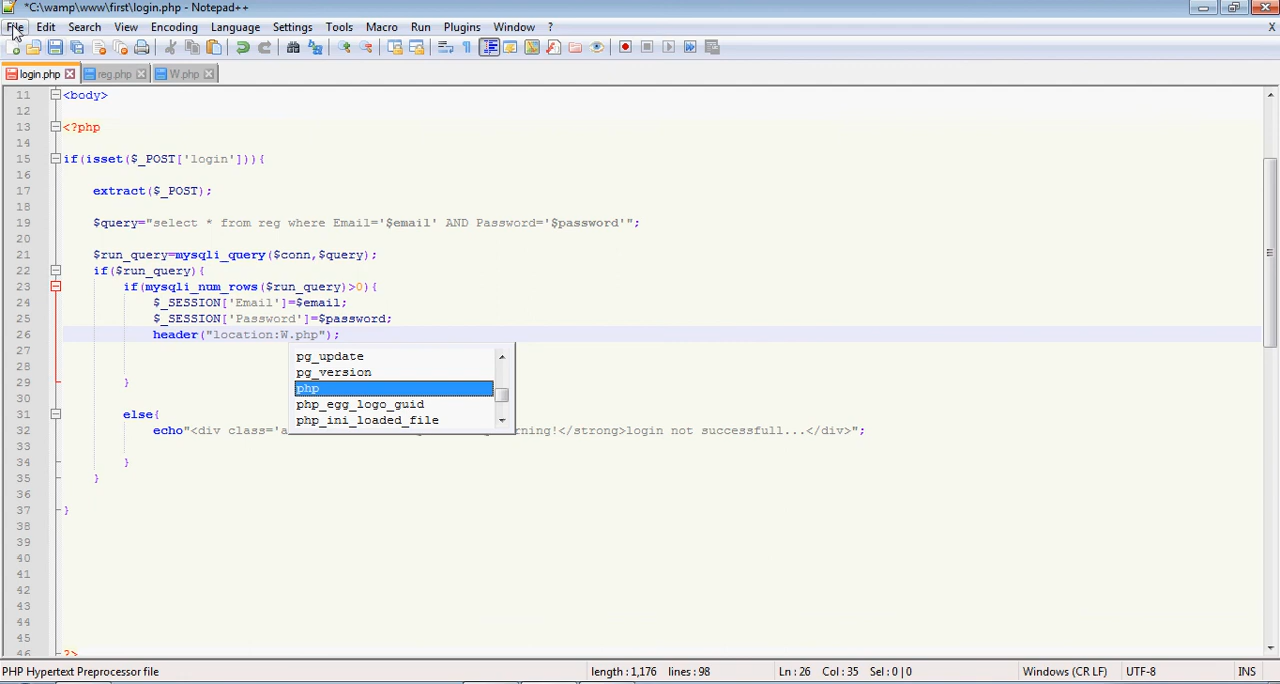 *C:\wamp\www\first\login.php - Notepad++
File Edit Search View Encoding Language Settings Tools Macro Run Plugins Window ? X
login.php reg.php W.php
11 <body>
12
13 <?php
14
15 if(isset($_POST['login'])){
16
17 extract($_POST);
18
19 $query="select * from reg where Email='$email' AND Password='$password'";
20
21 $run_query=mysqli_query($conn,$query);
22 if($run_query){
23 if(mysqli_num_rows($run_query)>0){
24 $_SESSION['Email']=$email;
25 $_SESSION['Password']=$password;
26 header("location:W.php");
27
pg_update
28
pg_version
29 }
php
30
php_egg_logo_guid
31 else{
php_ini_loaded_file
32 echo"<div class='a rning!</strong>login not successfull...</div>";
33
34 }
35 }
36
37 }
38
39
40
41
42
43
44
45
46 ?>
PHP Hypertext Preprocessor file length : 1,176 lines : 98 Ln : 26 Col : 35 Sel : 0 | 0 Windows (CR LF) UTF-8 INS